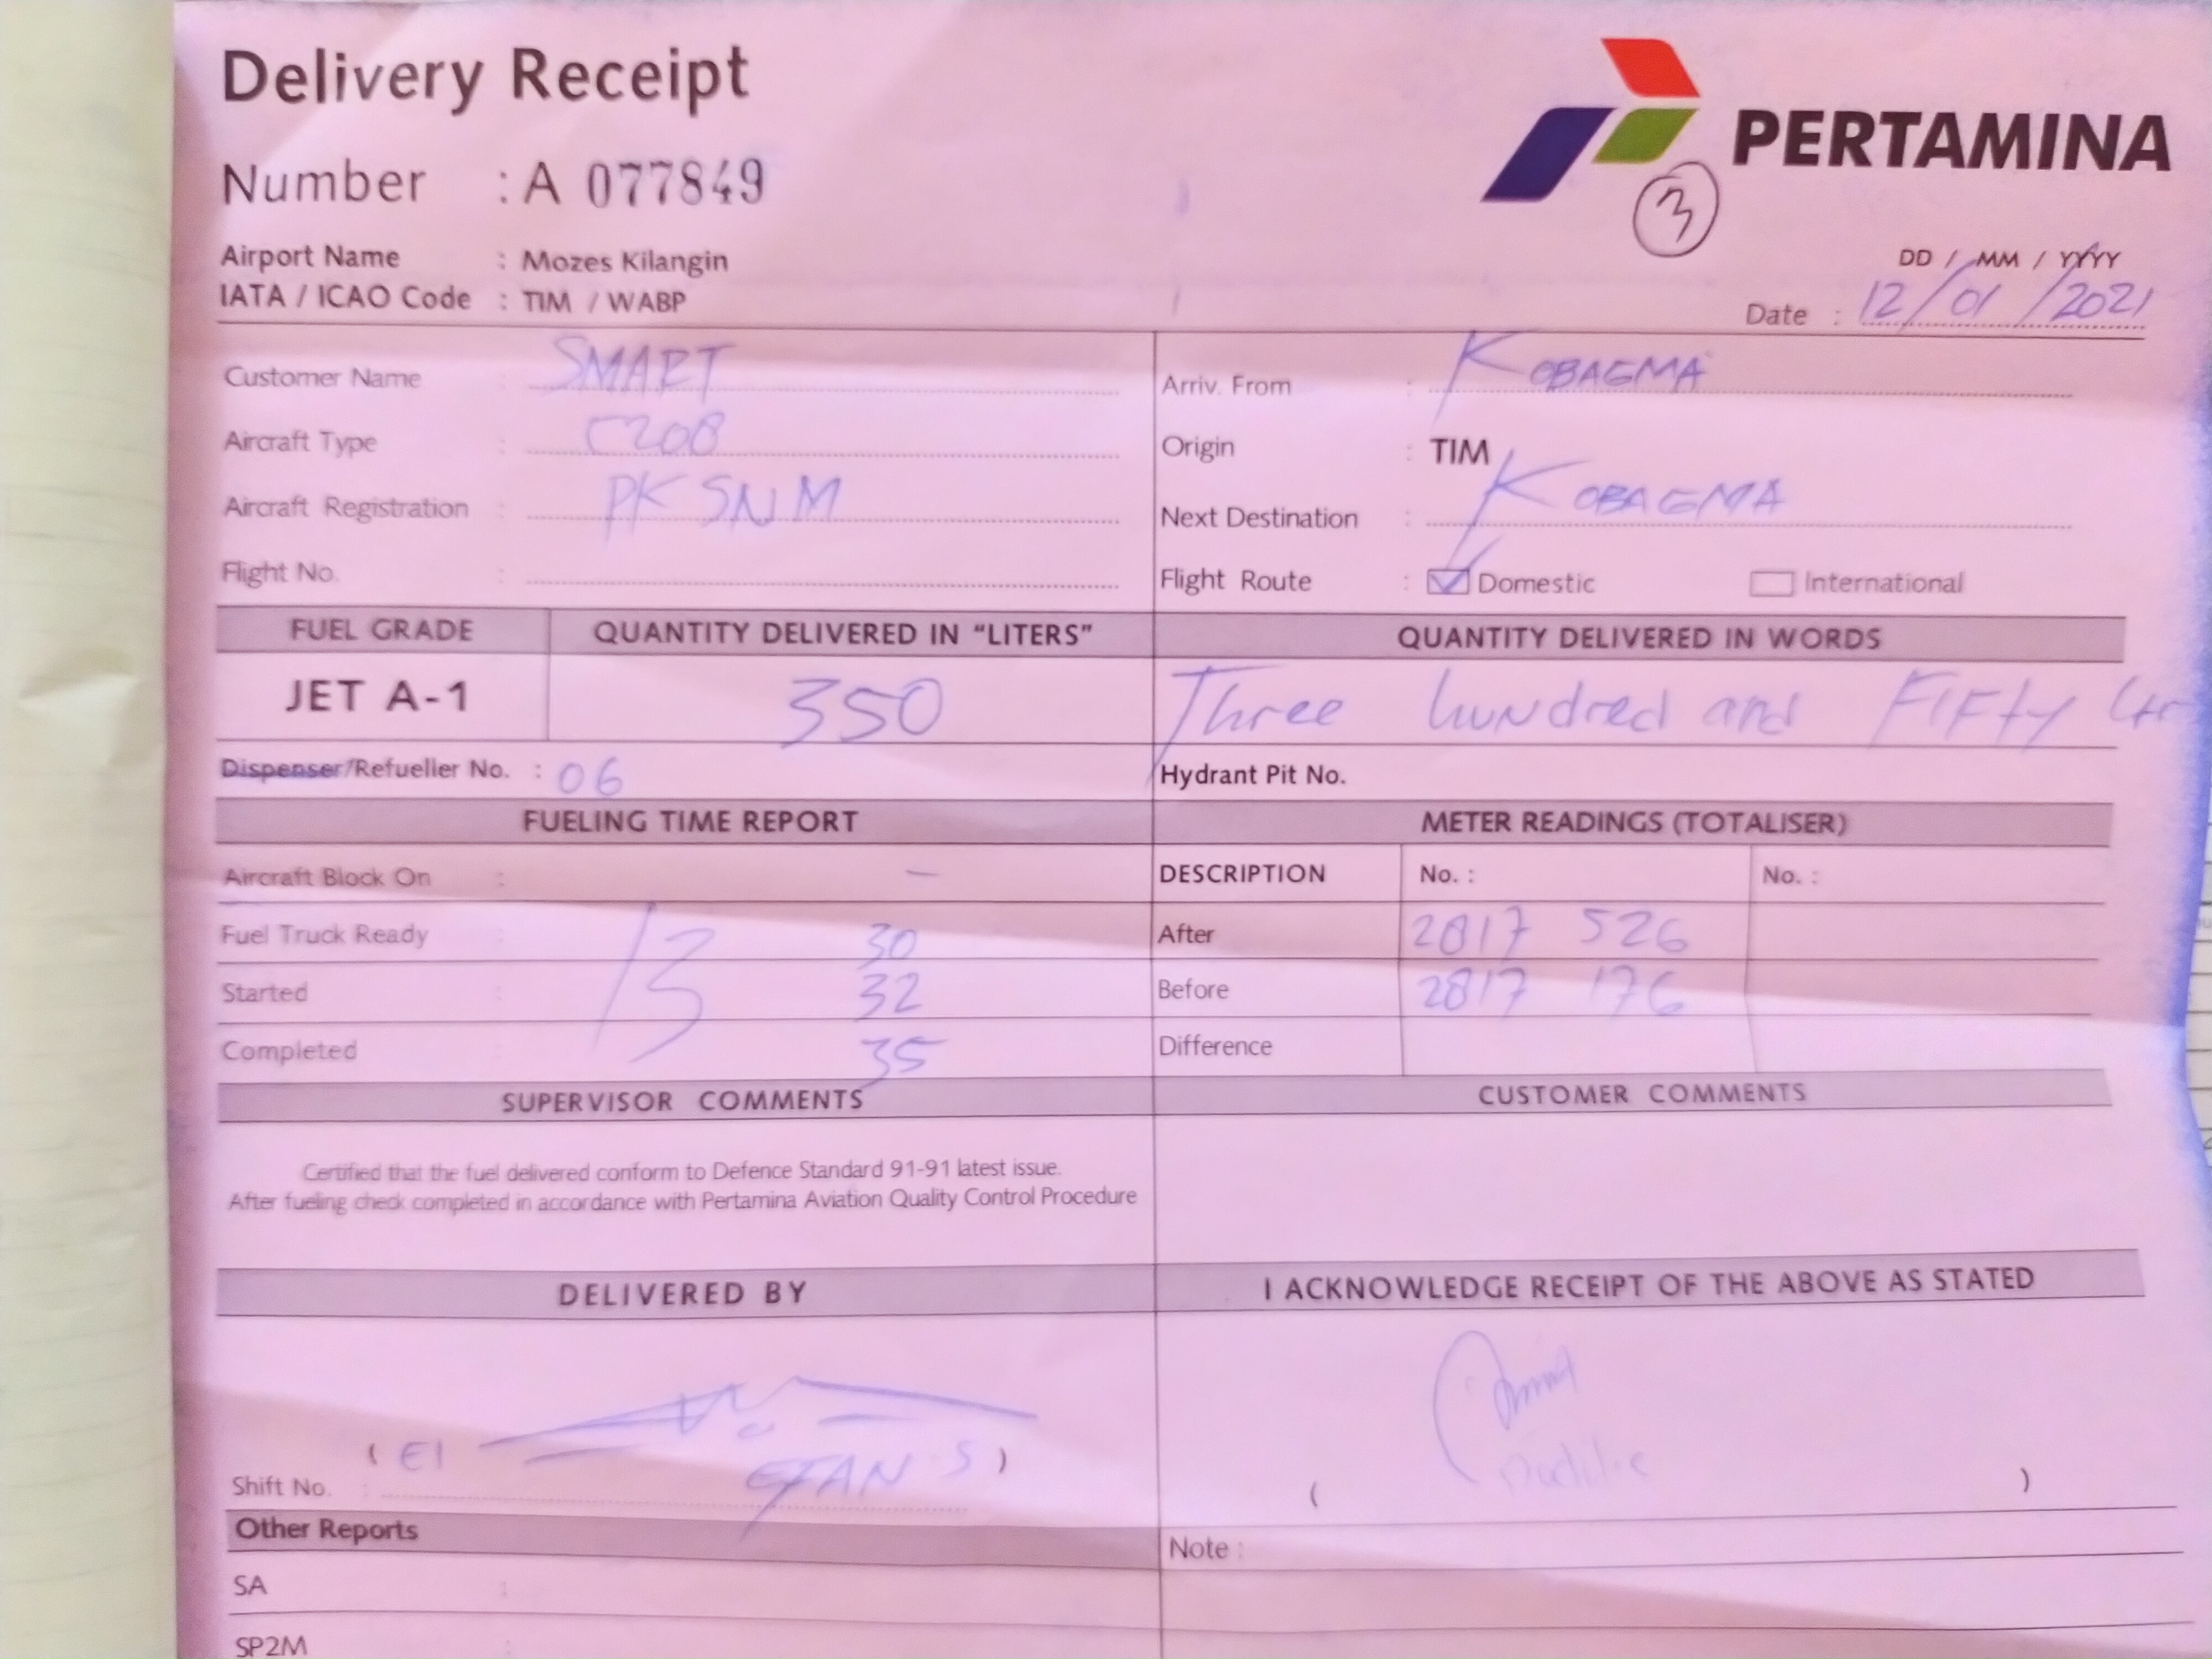 Delivery Receipt
PERTAMINA
3
Number : A 077849
Airport Name : Mozes Kilangin
IATA / ICAO Code : TIM / WABP
DD / MM / YYYY
Date : 12/01/2021
Customer Name : SMART
Arriv. From : KOBAGMA
Aircraft Type : C208
Origin : TIM
Aircraft Registration : PK SNM
Next Destination : KOBAGMA
Flight No. :
Flight Route : Domestic International
FUEL GRADE QUANTITY DELIVERED IN "LITERS" QUANTITY DELIVERED IN WORDS
JET A-1 350 Three hundred and FIFty Ltr
Dispenser/Refueller No. : 06 Hydrant Pit No.
FUELING TIME REPORT METER READINGS (TOTALISER)
Aircraft Block On : — DESCRIPTION No. : No. :
Fuel Truck Ready : 13 30 After 2817 526
Started : 32 Before 2817 176
Completed : 35 Difference
SUPERVISOR COMMENTS CUSTOMER COMMENTS
Certified that the fuel delivered conform to Defence Standard 91-91 latest issue.
After fueling check completed in accordance with Pertamina Aviation Quality Control Procedure
DELIVERED BY I ACKNOWLEDGE RECEIPT OF THE ABOVE AS STATED
( E1 S )
Shift No. : ( )
Other Reports Note :
SA :
SP2M :